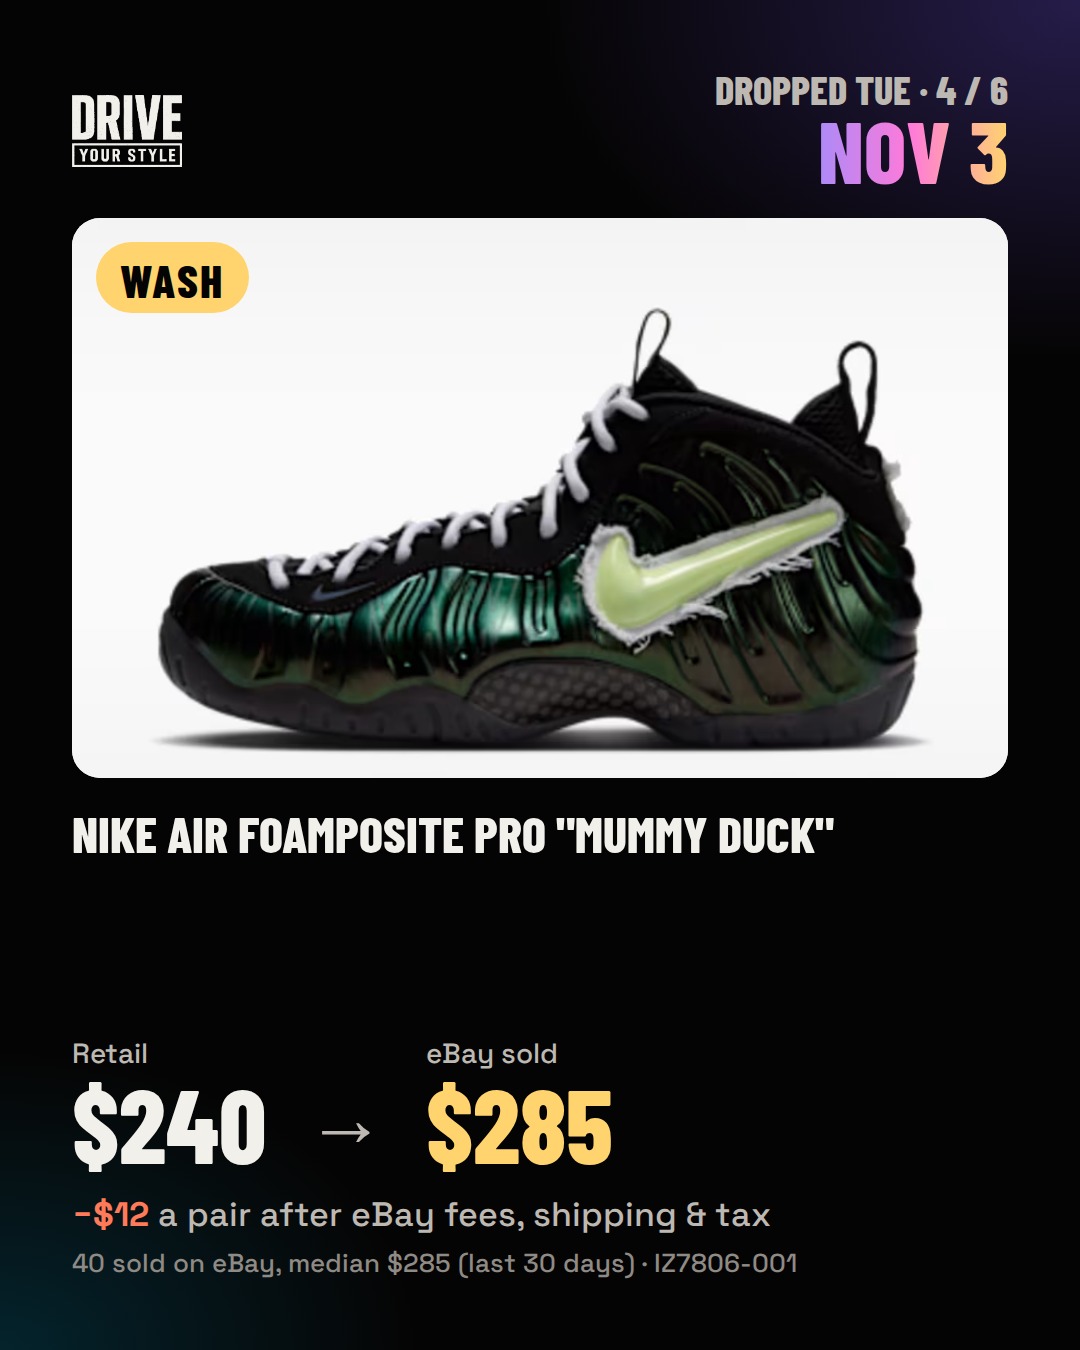 DRIVE
YOUR STYLE
DROPPED TUE · 4 / 6
NOV 3
WASH
NIKE AIR FOAMPOSITE PRO "MUMMY DUCK"
Retail
eBay sold
$240 → $285
−$12 a pair after eBay fees, shipping & tax
40 sold on eBay, median $285 (last 30 days) · IZ7806-001